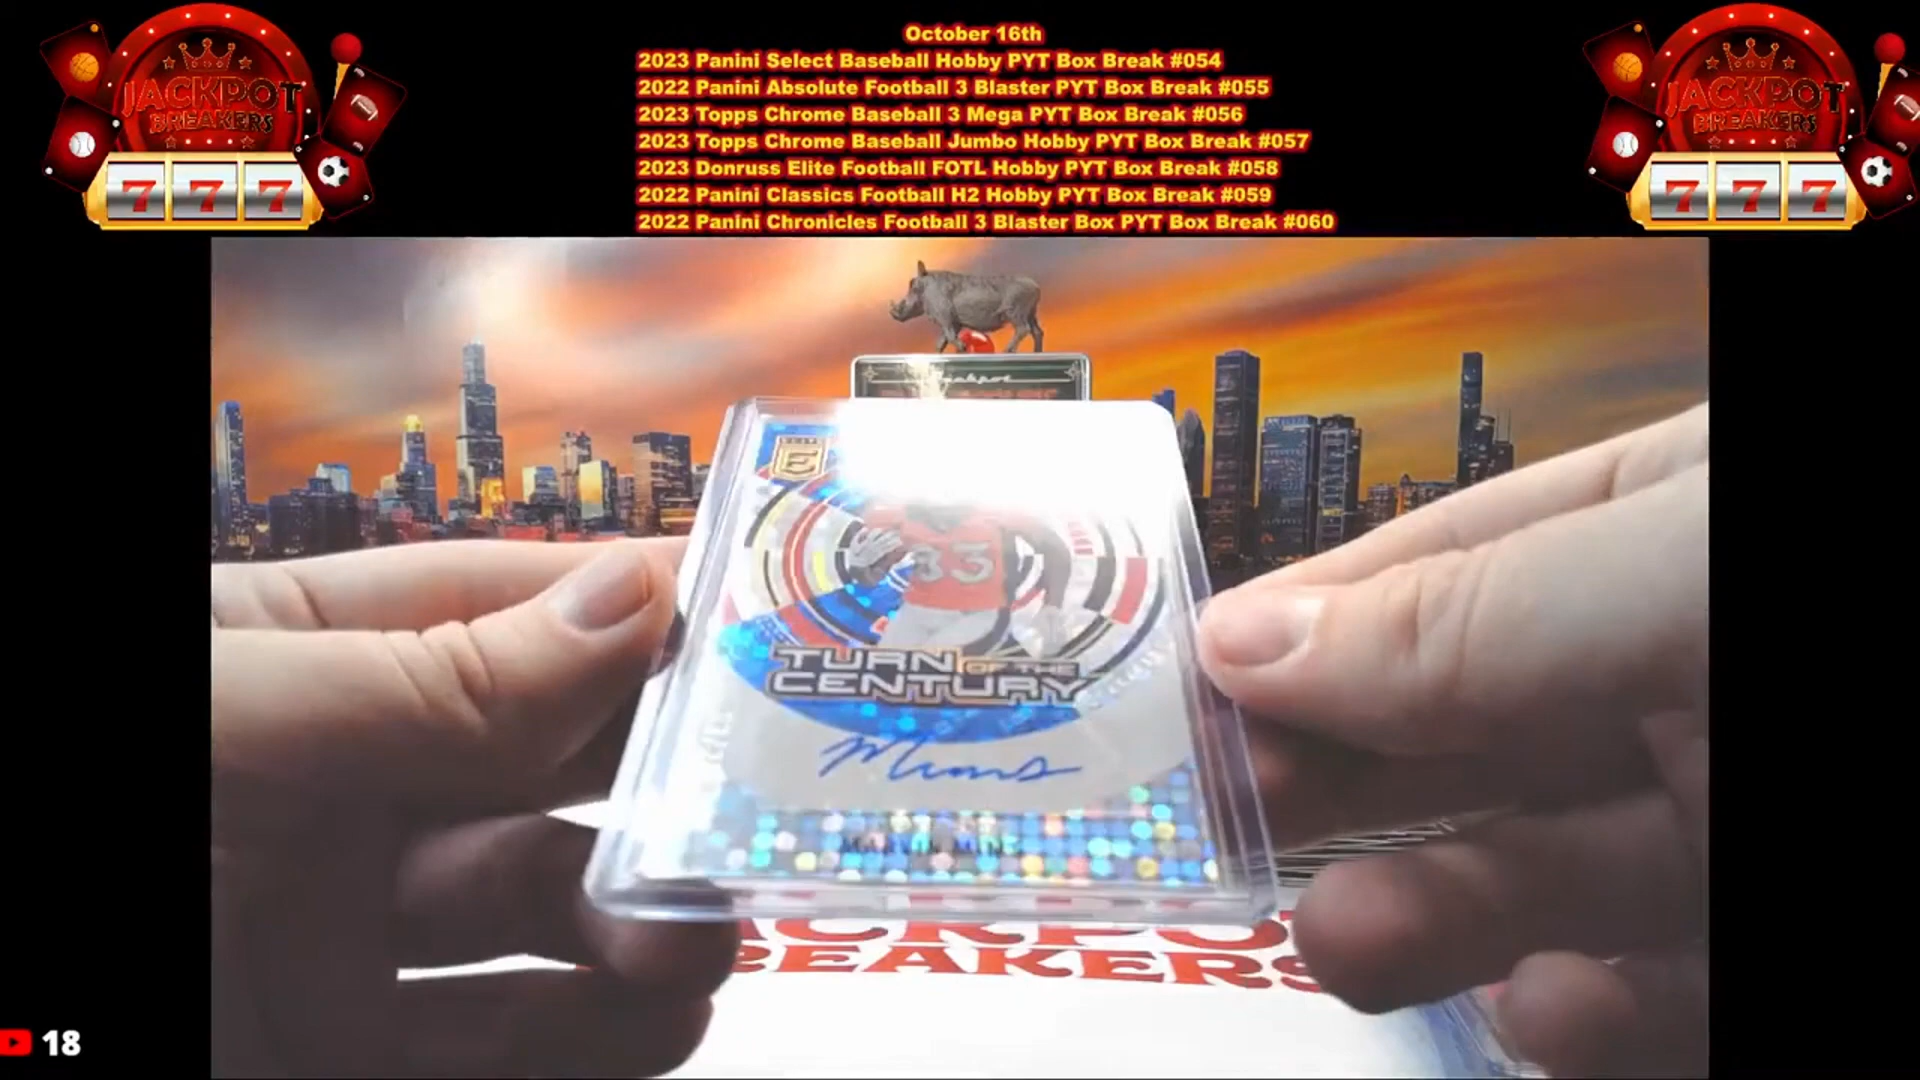 October 16th
2023 Panini Select Baseball Hobby PYT Box Break #054
2022 Panini Absolute Football 3 Blaster PYT Box Break #055
2023 Topps Chrome Baseball 3 Mega PYT Box Break #056
2023 Topps Chrome Baseball Jumbo Hobby PYT Box Break #057
2023 Donruss Elite Football FOTL Hobby PYT Box Break #058
2022 Panini Classics Football H2 Hobby PYT Box Break #059
2022 Panini Chronicles Football 3 Blaster Box PYT Box Break #060
JACKPOT
BREAKERS
777
JACKPOT
BREAKERS
777
E
33
TURN OF THE
CENTURY
18